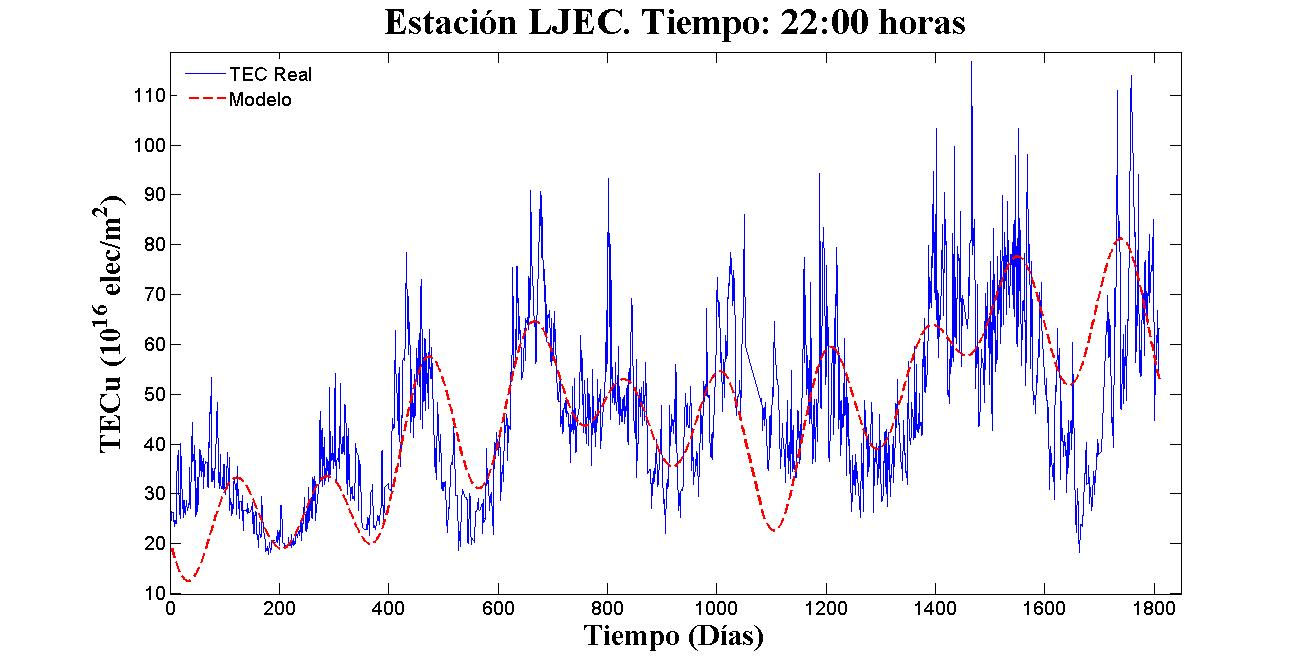 Estación LJEC. Tiempo: 22:00 horas
TEC Real
Modelo
TECu (10^16 elec/m^2)
110
100
90
80
70
60
50
40
30
20
10
0 200 400 600 800 1000 1200 1400 1600 1800
Tiempo (Días)